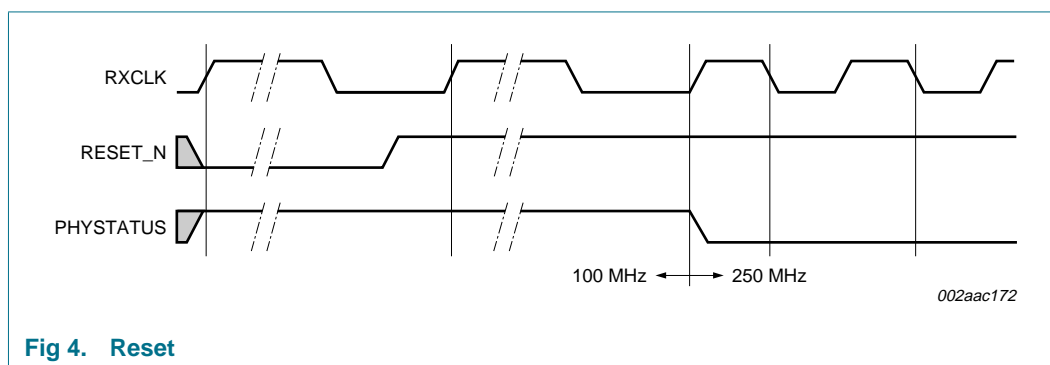 RXCLK
RESET_N
PHYSTATUS
100 MHz
250 MHz
002aac172
Fig 4. Reset